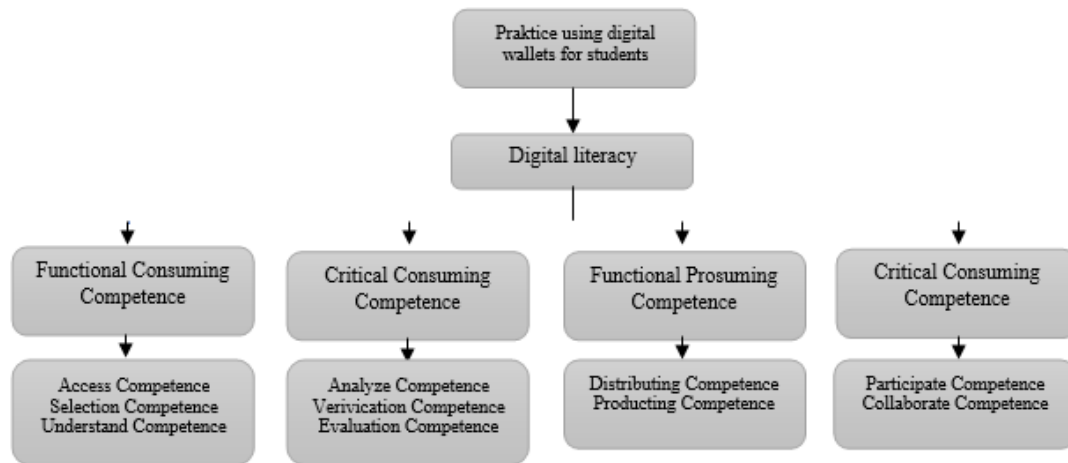 Praktice using digital
wallets for students
Digital literacy
Functional Consuming
Competence
Critical Consuming
Competence
Functional Prosuming
Competence
Critical Consuming
Competence
Access Competence
Selection Competence
Understand Competence
Analyze Competence
Verivication Competence
Evaluation Competence
Distributing Competence
Producting Competence
Participate Competence
Collaborate Competence